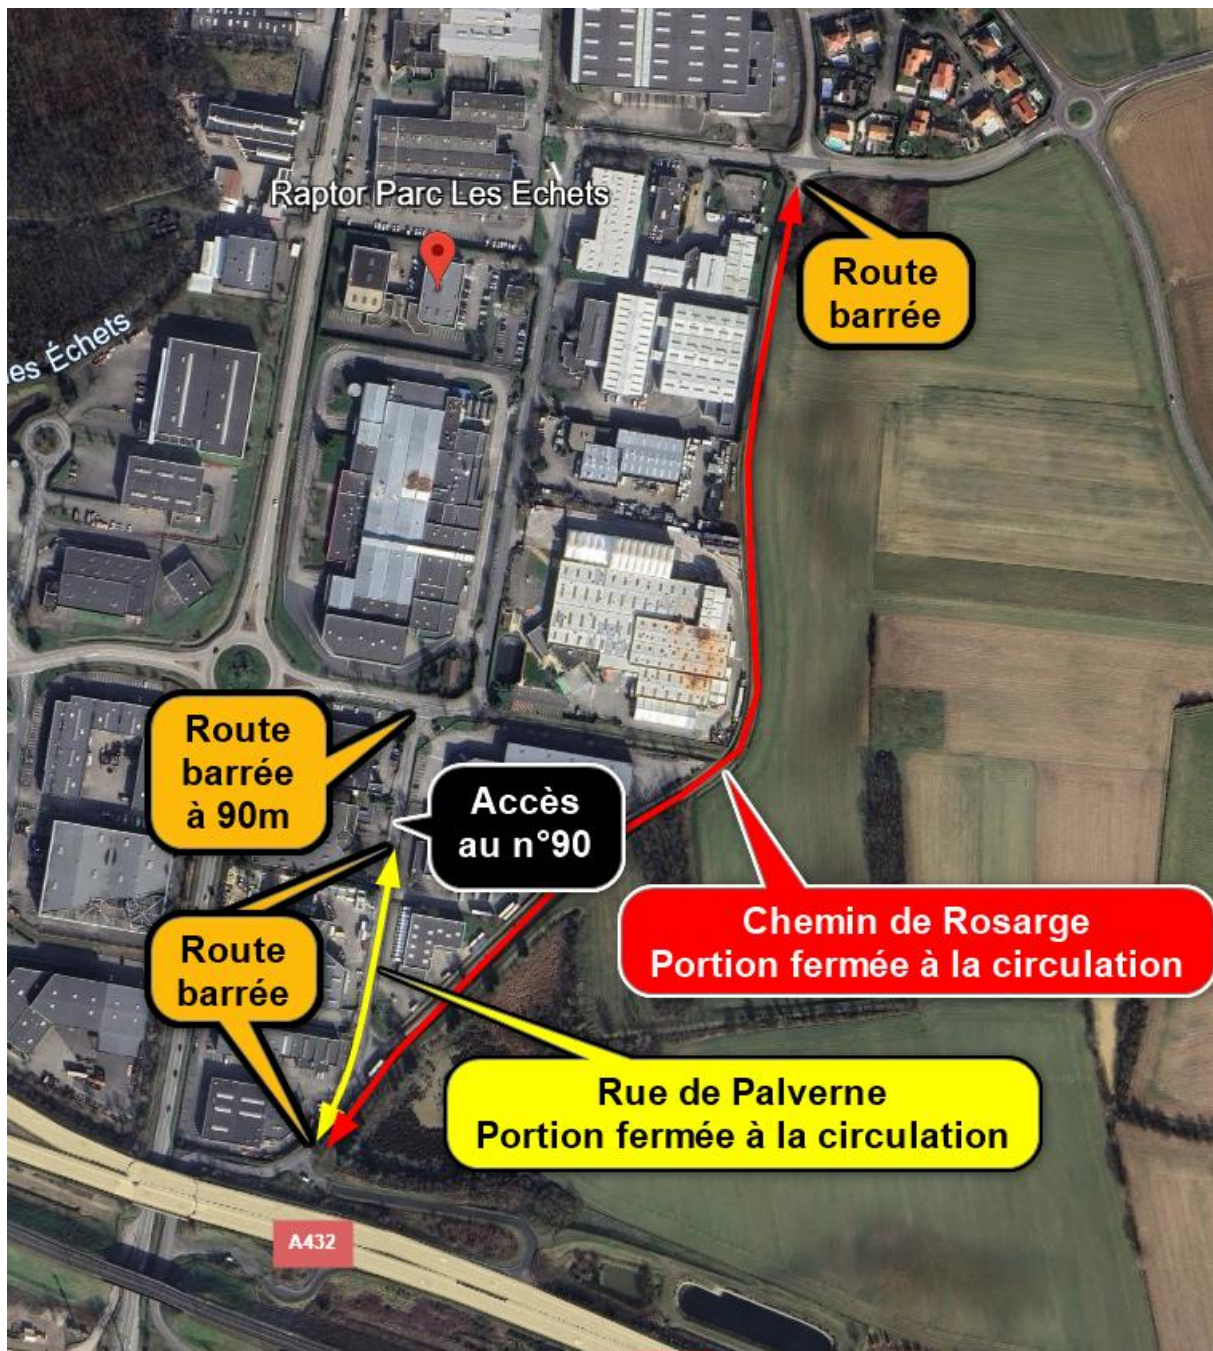 Raptor Parc Les Echets
Route
barrée
les Échets
Route
barrée
à 90m
Accès
au n°90
Chemin de Rosarge
Portion fermée à la circulation
Route
barrée
Rue de Palverne
Portion fermée à la circulation
A432